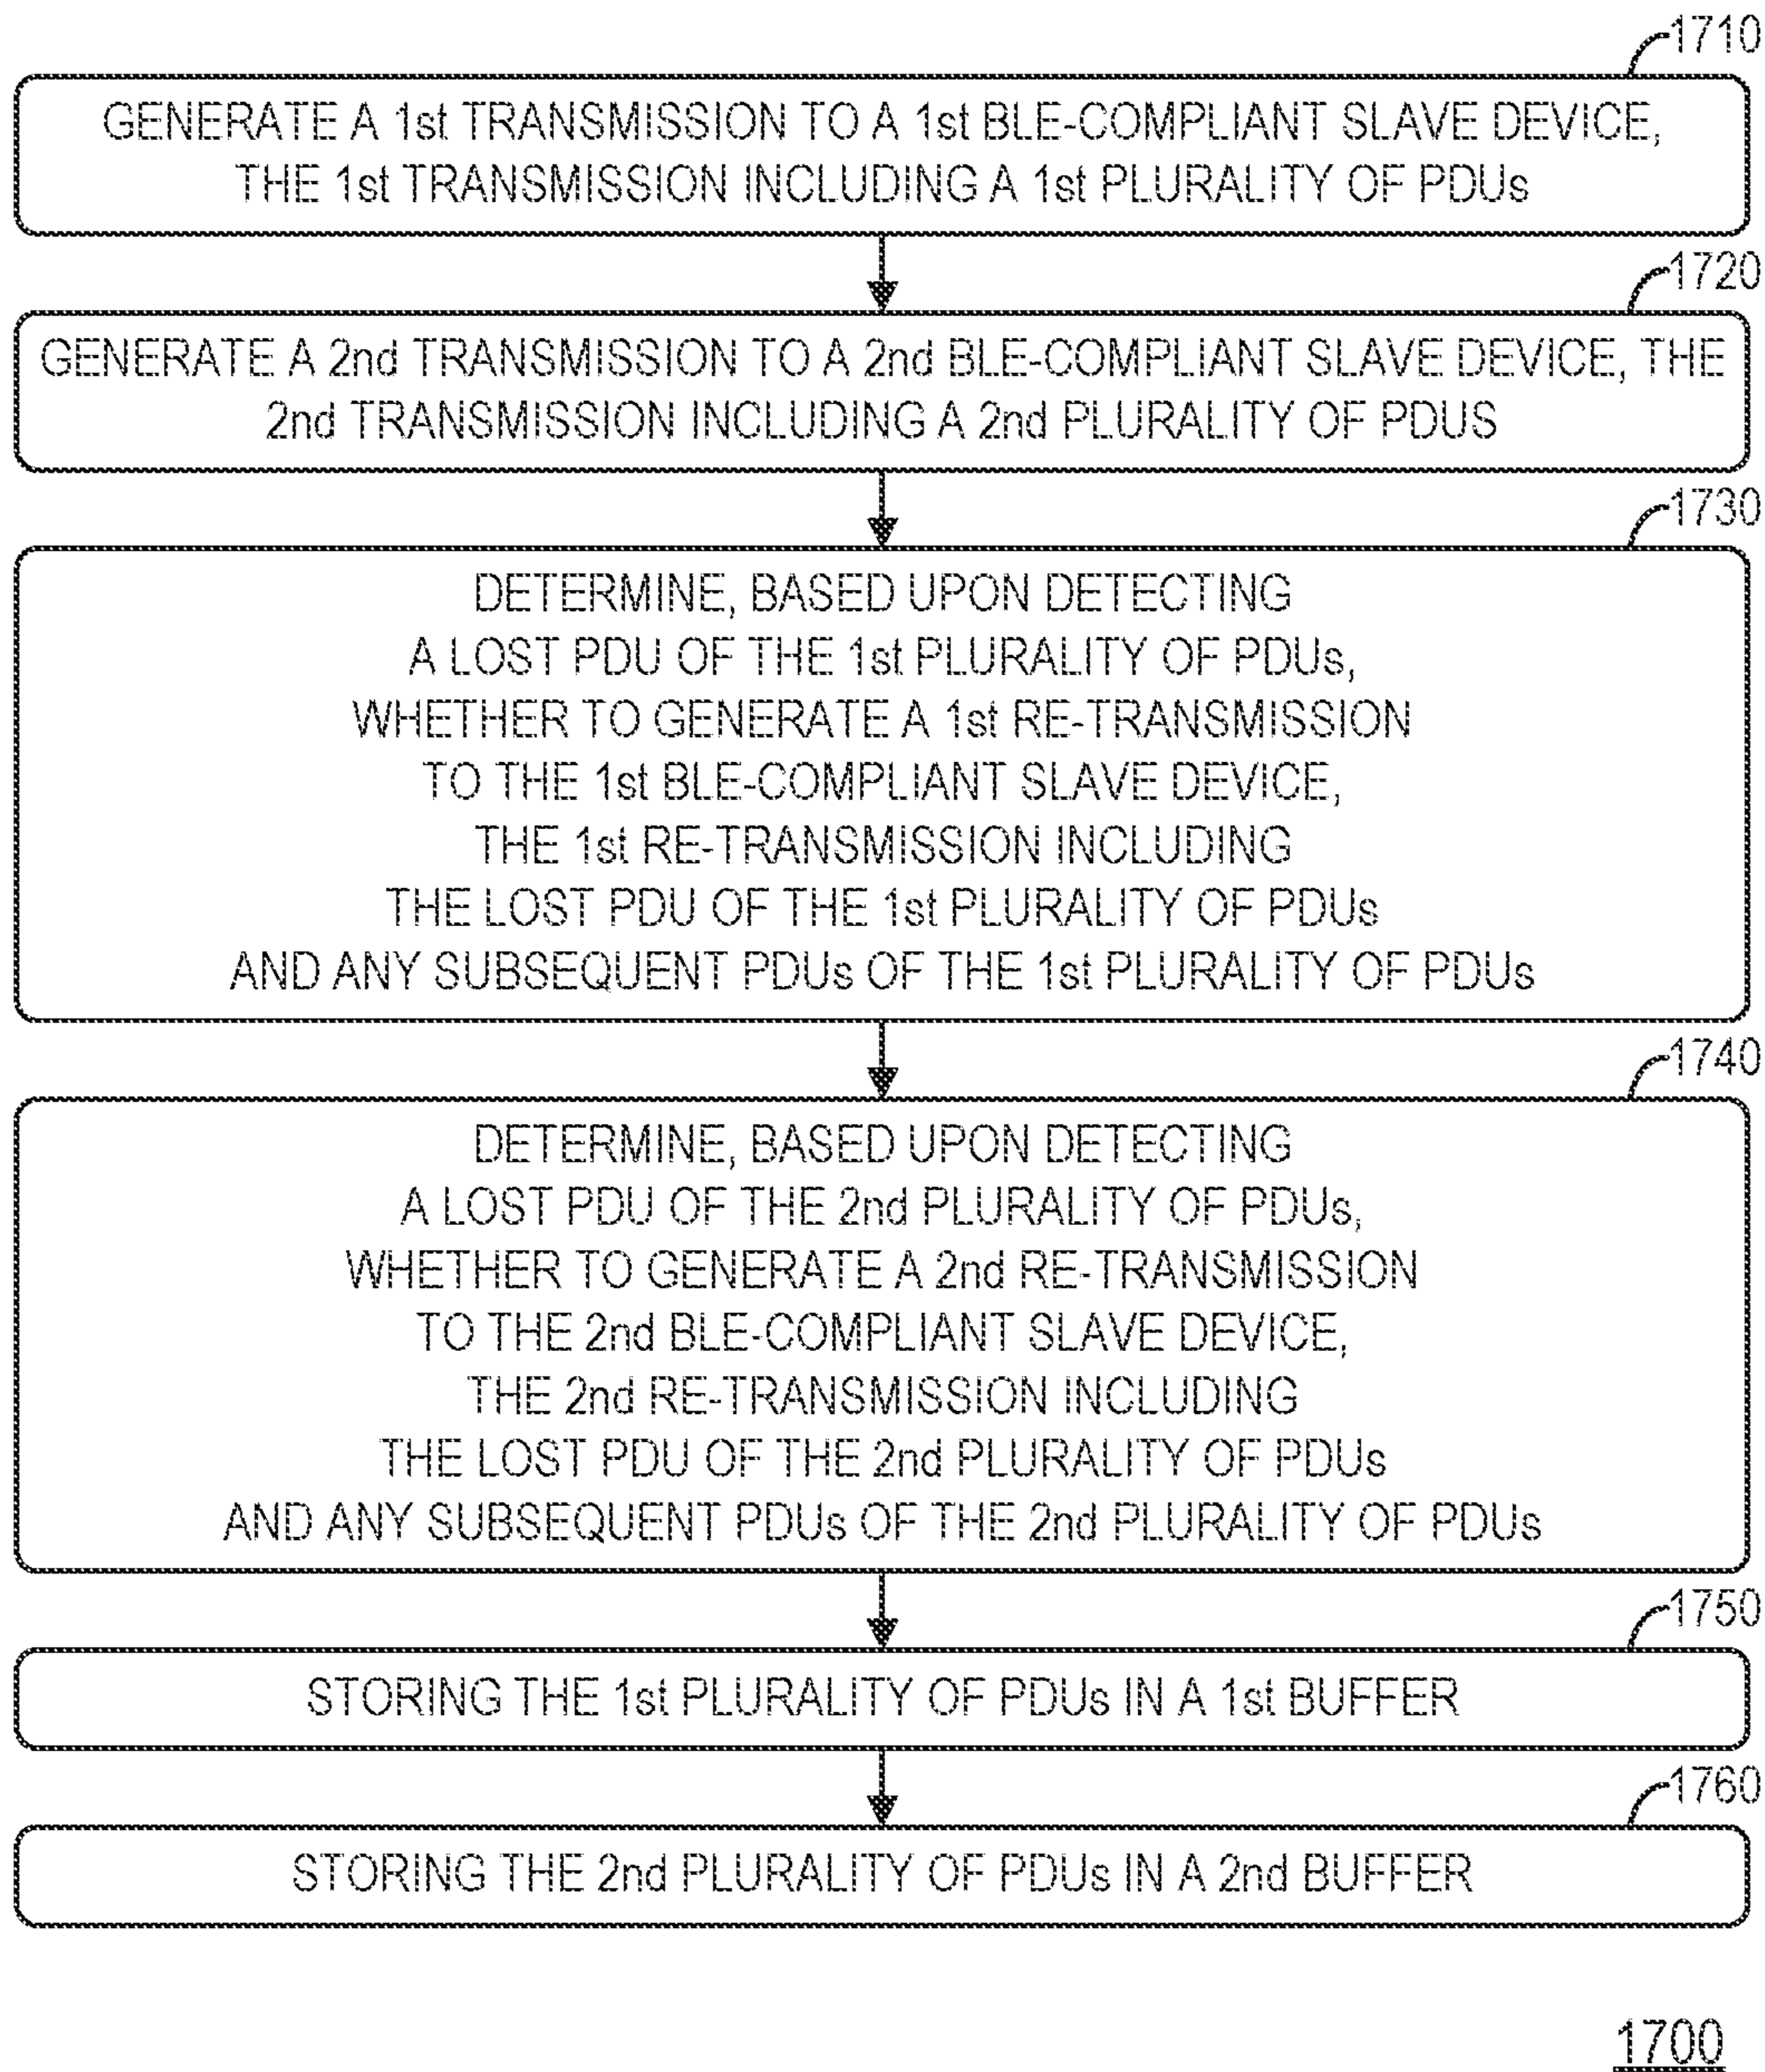 1710
GENERATE A 1st TRANSMISSION TO A 1st BLE-COMPLIANT SLAVE DEVICE,
THE 1st TRANSMISSION INCLUDING A 1st PLURALITY OF PDUs
1720
GENERATE A 2nd TRANSMISSION TO A 2nd BLE-COMPLIANT SLAVE DEVICE, THE
2nd TRANSMISSION INCLUDING A 2nd PLURALITY OF PDUS
1730
DETERMINE, BASED UPON DETECTING
A LOST PDU OF THE 1st PLURALITY OF PDUs,
WHETHER TO GENERATE A 1st RE-TRANSMISSION
TO THE 1st BLE-COMPLIANT SLAVE DEVICE,
THE 1st RE-TRANSMISSION INCLUDING
THE LOST PDU OF THE 1st PLURALITY OF PDUs
AND ANY SUBSEQUENT PDUs OF THE 1st PLURALITY OF PDUs
1740
DETERMINE, BASED UPON DETECTING
A LOST PDU OF THE 2nd PLURALITY OF PDUs,
WHETHER TO GENERATE A 2nd RE-TRANSMISSION
TO THE 2nd BLE-COMPLIANT SLAVE DEVICE,
THE 2nd RE-TRANSMISSION INCLUDING
THE LOST PDU OF THE 2nd PLURALITY OF PDUs
AND ANY SUBSEQUENT PDUs OF THE 2nd PLURALITY OF PDUs
1750
STORING THE 1st PLURALITY OF PDUs IN A 1st BUFFER
1760
STORING THE 2nd PLURALITY OF PDUs IN A 2nd BUFFER
1700